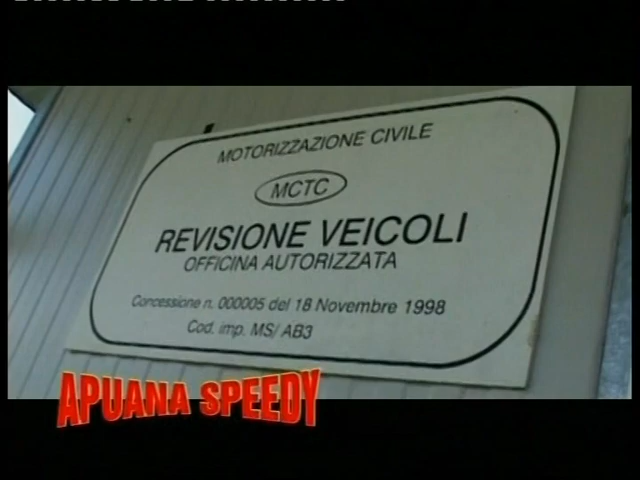 MOTORIZZAZIONE CIVILE
MCTC
REVISIONE VEICOLI
OFFICINA AUTORIZZATA
Concessione n. 000005 del 18 Novembre 1998
Cod. imp. MS/AB3
APUANA SPEEDY